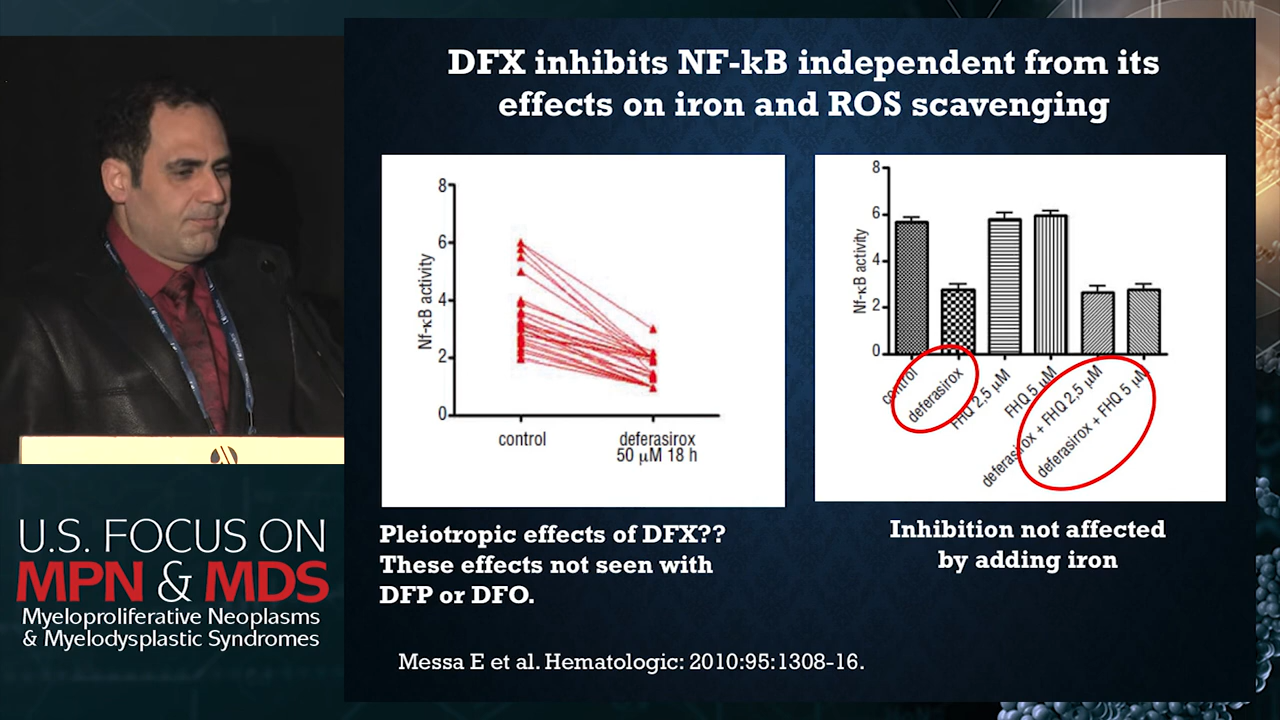 NM
DFX inhibits NF-kB independent from its
effects on iron and ROS scavenging
8
6
4
2
0
Nf-κB activity
control
deferasirox
50 μM 18 h
8
6
4
2
0
Nf-κB activity
control
deferasirox
FHQ 2,5 μM
FHQ 5 μM
deferasirox + FHQ 2,5 μM
deferasirox + FHQ 5 μM
Pleiotropic effects of DFX??
These effects not seen with
DFP or DFO.
Inhibition not affected
by adding iron
Messa E et al. Hematologic: 2010:95:1308-16.
U.S. FOCUS ON
MPN & MDS
Myeloproliferative Neoplasms
& Myelodysplastic Syndromes